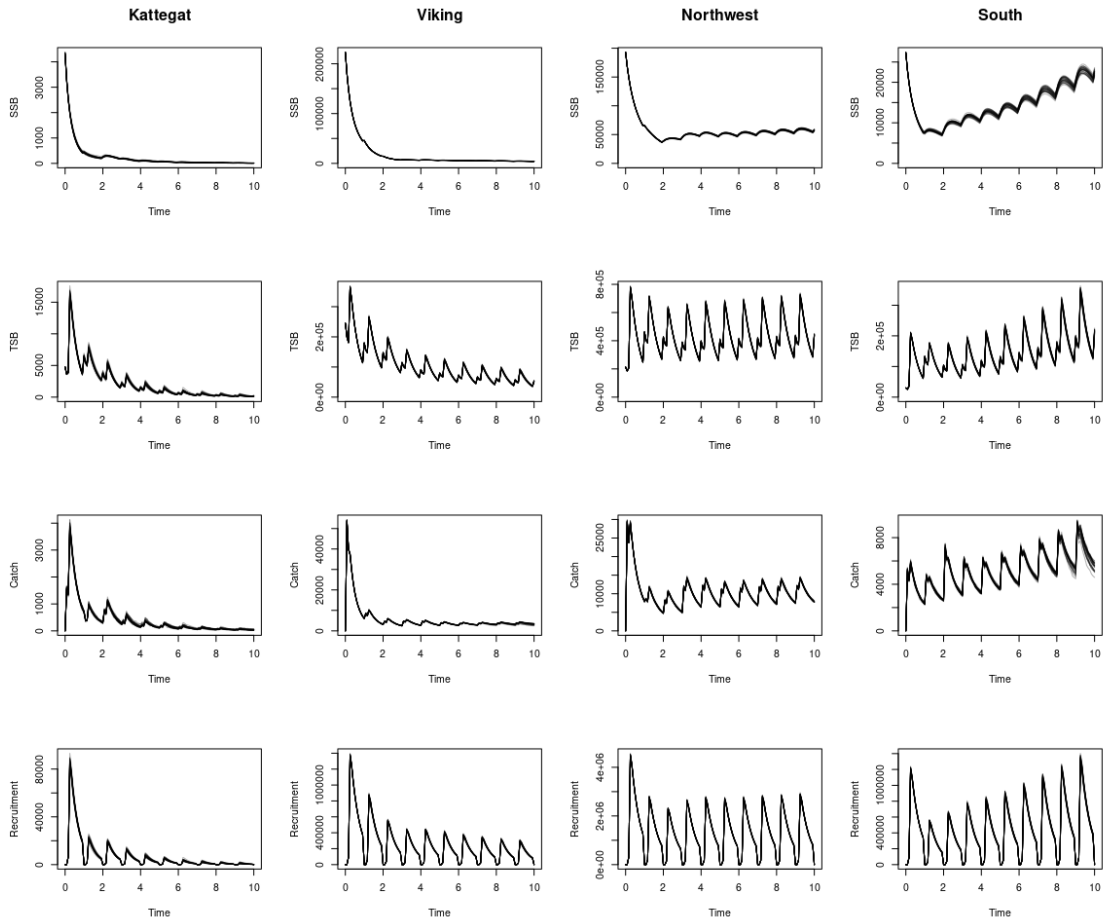 Kattegat Viking Northwest South
SSB
0 1000 3000
0 2 4 6 8 10
Time
SSB
0 50000 100000 200000
0 2 4 6 8 10
Time
SSB
0 50000 150000
0 2 4 6 8 10
Time
SSB
0 10000 20000
0 2 4 6 8 10
Time
TSB
0 5000 15000
0 2 4 6 8 10
Time
TSB
0e+00 2e+05
0 2 4 6 8 10
Time
TSB
0e+00 4e+05 8e+05
0 2 4 6 8 10
Time
TSB
0e+00 2e+05
0 2 4 6 8 10
Time
Catch
0 1000 3000
0 2 4 6 8 10
Time
Catch
0 20000 40000
0 2 4 6 8 10
Time
Catch
0 10000 25000
0 2 4 6 8 10
Time
Catch
0 4000 8000
0 2 4 6 8 10
Time
Recruitment
0 40000 80000
0 2 4 6 8 10
Time
Recruitment
0 400000 1000000
0 2 4 6 8 10
Time
Recruitment
0e+00 2e+06 4e+06
0 2 4 6 8 10
Time
Recruitment
0 400000 1000000
0 2 4 6 8 10
Time